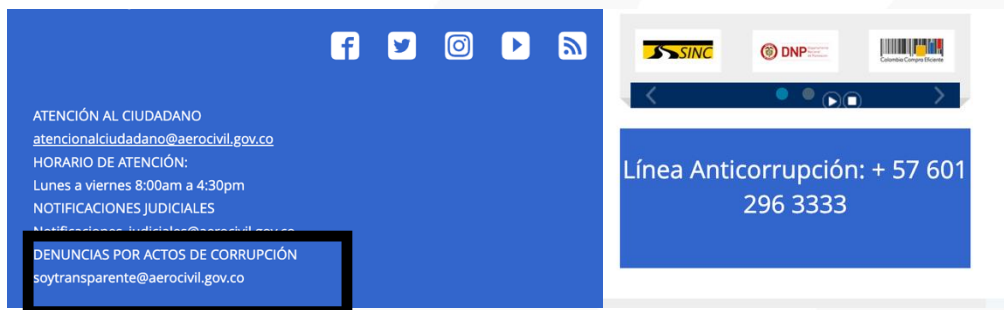 ATENCIÓN AL CIUDADANO
atencionalciudadano@aerocivil.gov.co
HORARIO DE ATENCIÓN:
Lunes a viernes 8:00am a 4:30pm
NOTIFICACIONES JUDICIALES
DENUNCIAS POR ACTOS DE CORRUPCIÓN
soytransparente@aerocivil.gov.co
SINC
DNP
Colombia Compra Eficiente
Línea Anticorrupción: + 57 601
296 3333